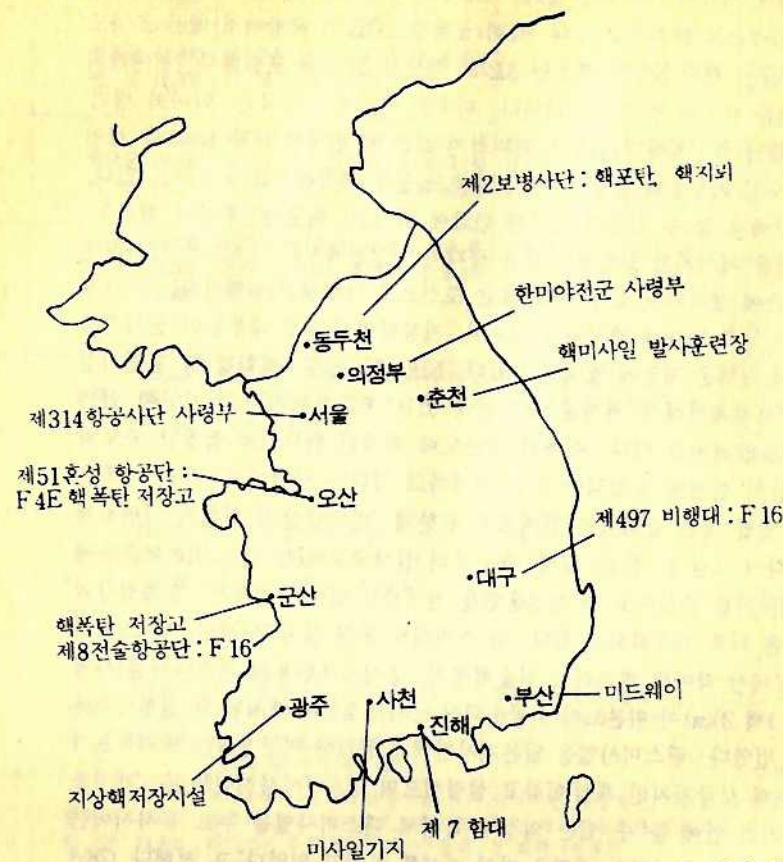 제2보병사단 : 핵포탄, 핵지뢰
한미야전군 사령부
동두천
핵미사일 발사훈련장
의정부
춘천
제314항공사단 사령부
서울
제51혼성 항공단 :
F4E 핵폭탄 저장고
오산
제497 비행대 : F16
대구
군산
핵폭탄 저장고
제8전술항공단 : F16
광주
사천
부산
미드웨이
진해
지상핵저장시설
제7함대
미사일기지